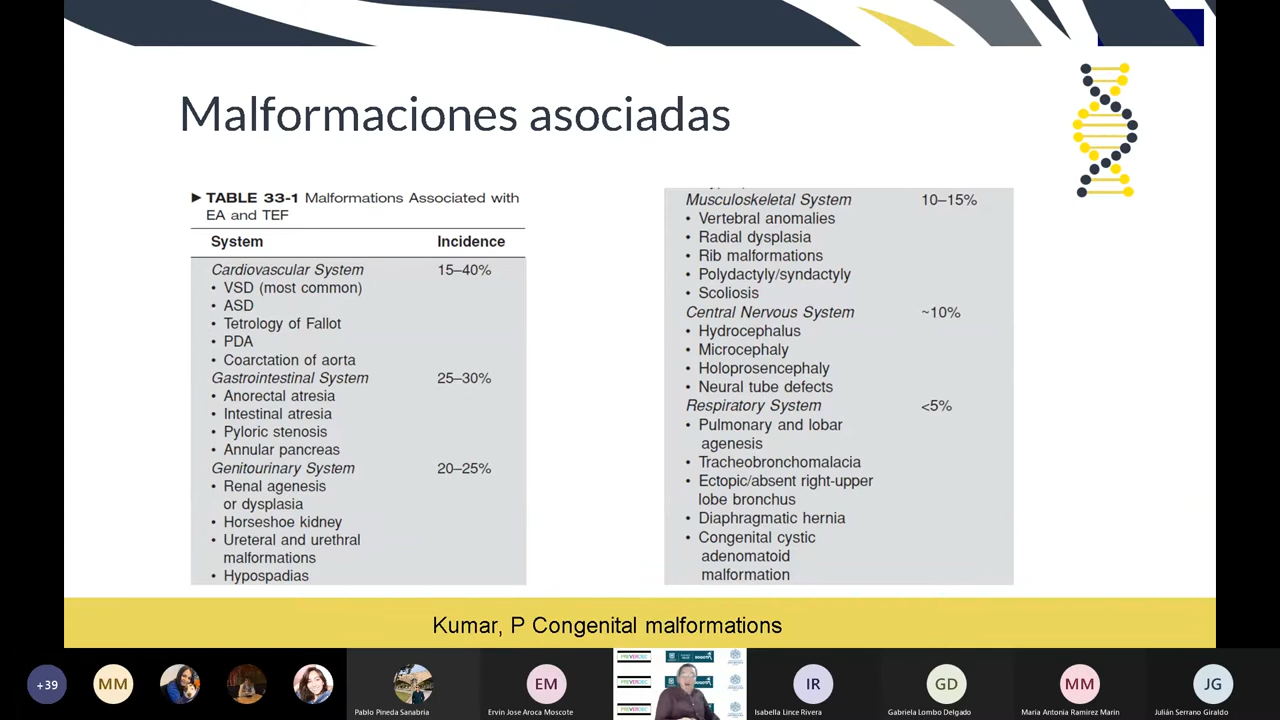 Malformaciones asociadas
► TABLE 33-1 Malformations Associated with
EA and TEF
System Incidence
Cardiovascular System 15–40%
• VSD (most common)
• ASD
• Tetrology of Fallot
• PDA
• Coarctation of aorta
Gastrointestinal System 25–30%
• Anorectal atresia
• Intestinal atresia
• Pyloric stenosis
• Annular pancreas
Genitourinary System 20–25%
• Renal agenesis
or dysplasia
• Horseshoe kidney
• Ureteral and urethral
malformations
• Hypospadias
Musculoskeletal System 10–15%
• Vertebral anomalies
• Radial dysplasia
• Rib malformations
• Polydactyly/syndactyly
• Scoliosis
Central Nervous System ~10%
• Hydrocephalus
• Microcephaly
• Holoprosencephaly
• Neural tube defects
Respiratory System <5%
• Pulmonary and lobar
agenesis
• Tracheobronchomalacia
• Ectopic/absent right-upper
lobe bronchus
• Diaphragmatic hernia
• Congenital cystic
adenomatoid
malformation
Kumar, P Congenital malformations
+39
MM
Pablo Pineda Sanabria
EM
Ervin Jose Aroca Moscote
IR
Isabella Lince Rivera
GD
Gabriela Lombo Delgado
MM
Maria Antonia Ramirez Marin
JG
Julián Serrano Giraldo